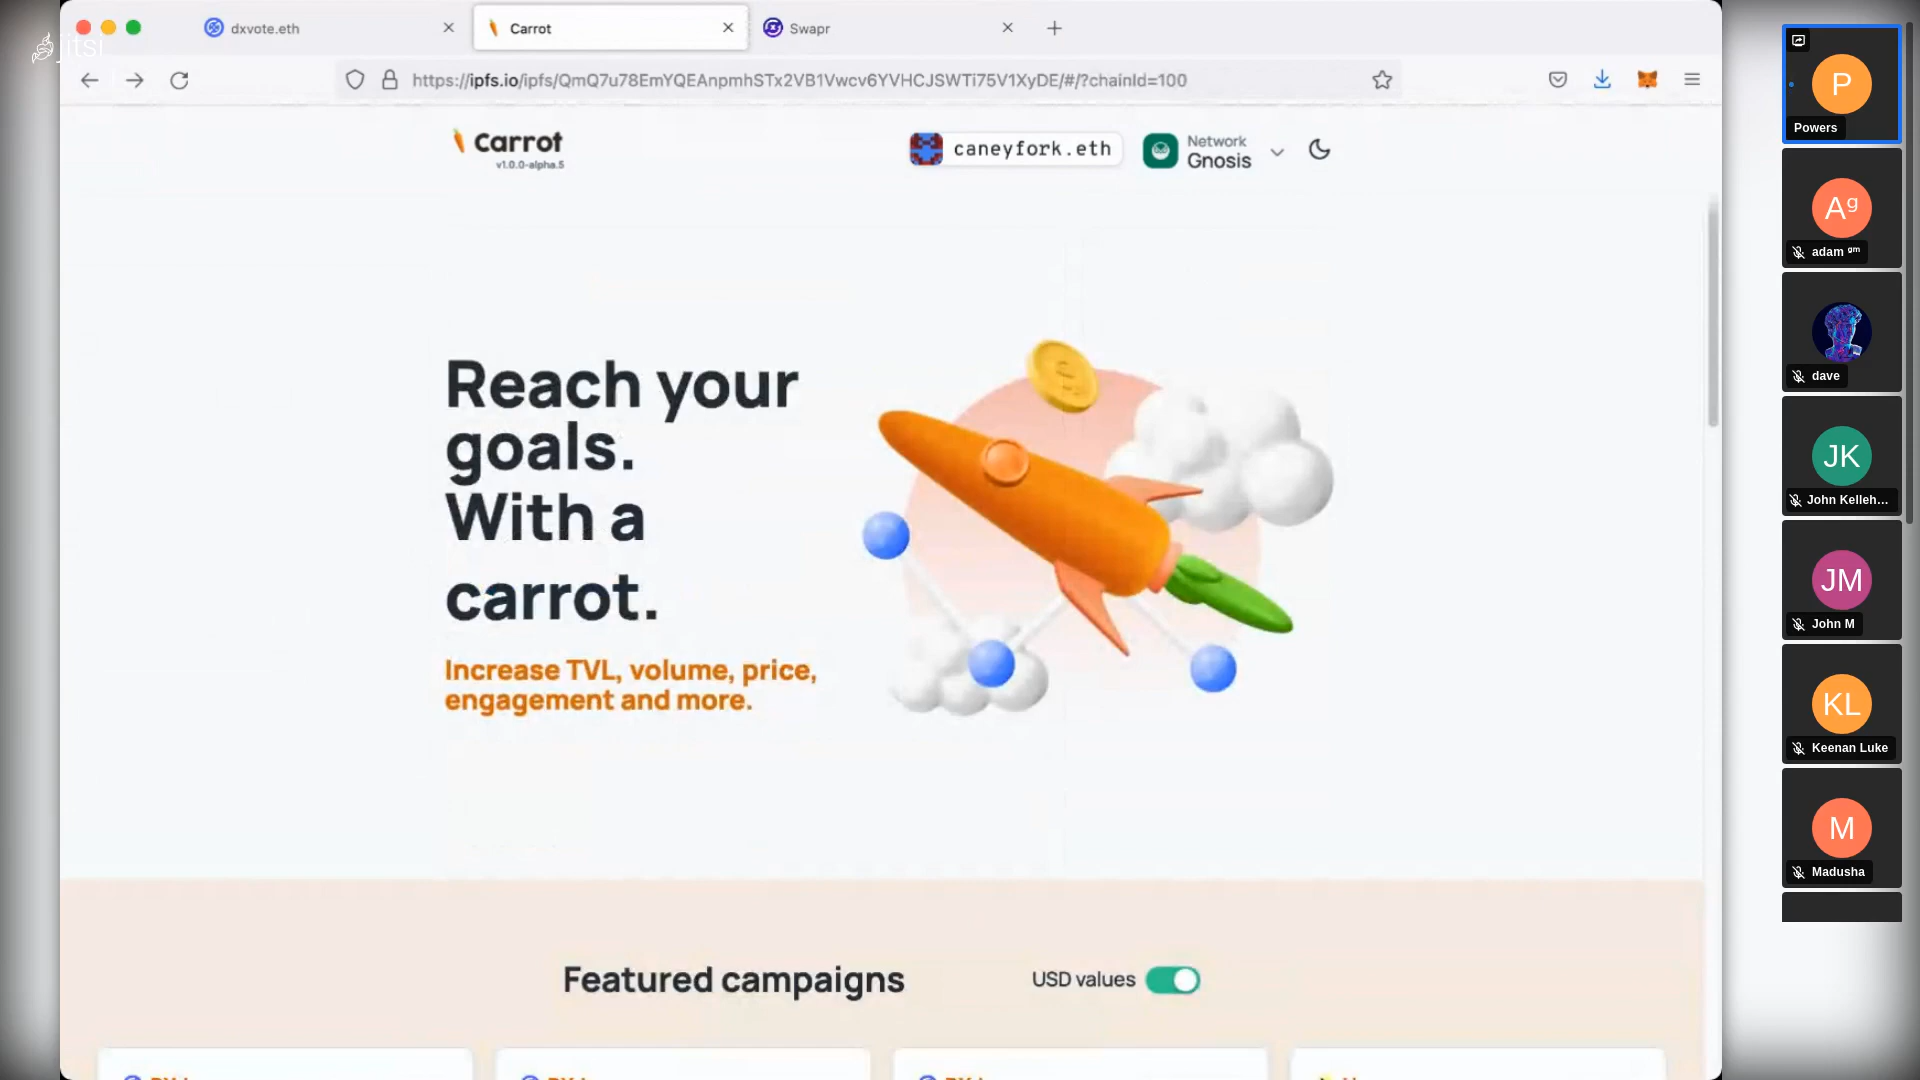 jitsi
dxvote.eth
Carrot
Swapr
https://ipfs.io/ipfs/QmQ7u78EmYQEAnpmhSTx2VB1Vwcv6YVHCJSWTi75V1XyDE/#/?chainId=100
Carrot
v1.0.0-alpha.5
caneyfork.eth
Network
Gnosis
Reach your
goals.
With a
carrot.
Increase TVL, volume, price,
engagement and more.
Featured campaigns
USD values
P
Powers
Aᵍ
adam ᵍᵐ
dave
JK
John Kelleh...
JM
John M
KL
Keenan Luke
M
Madusha